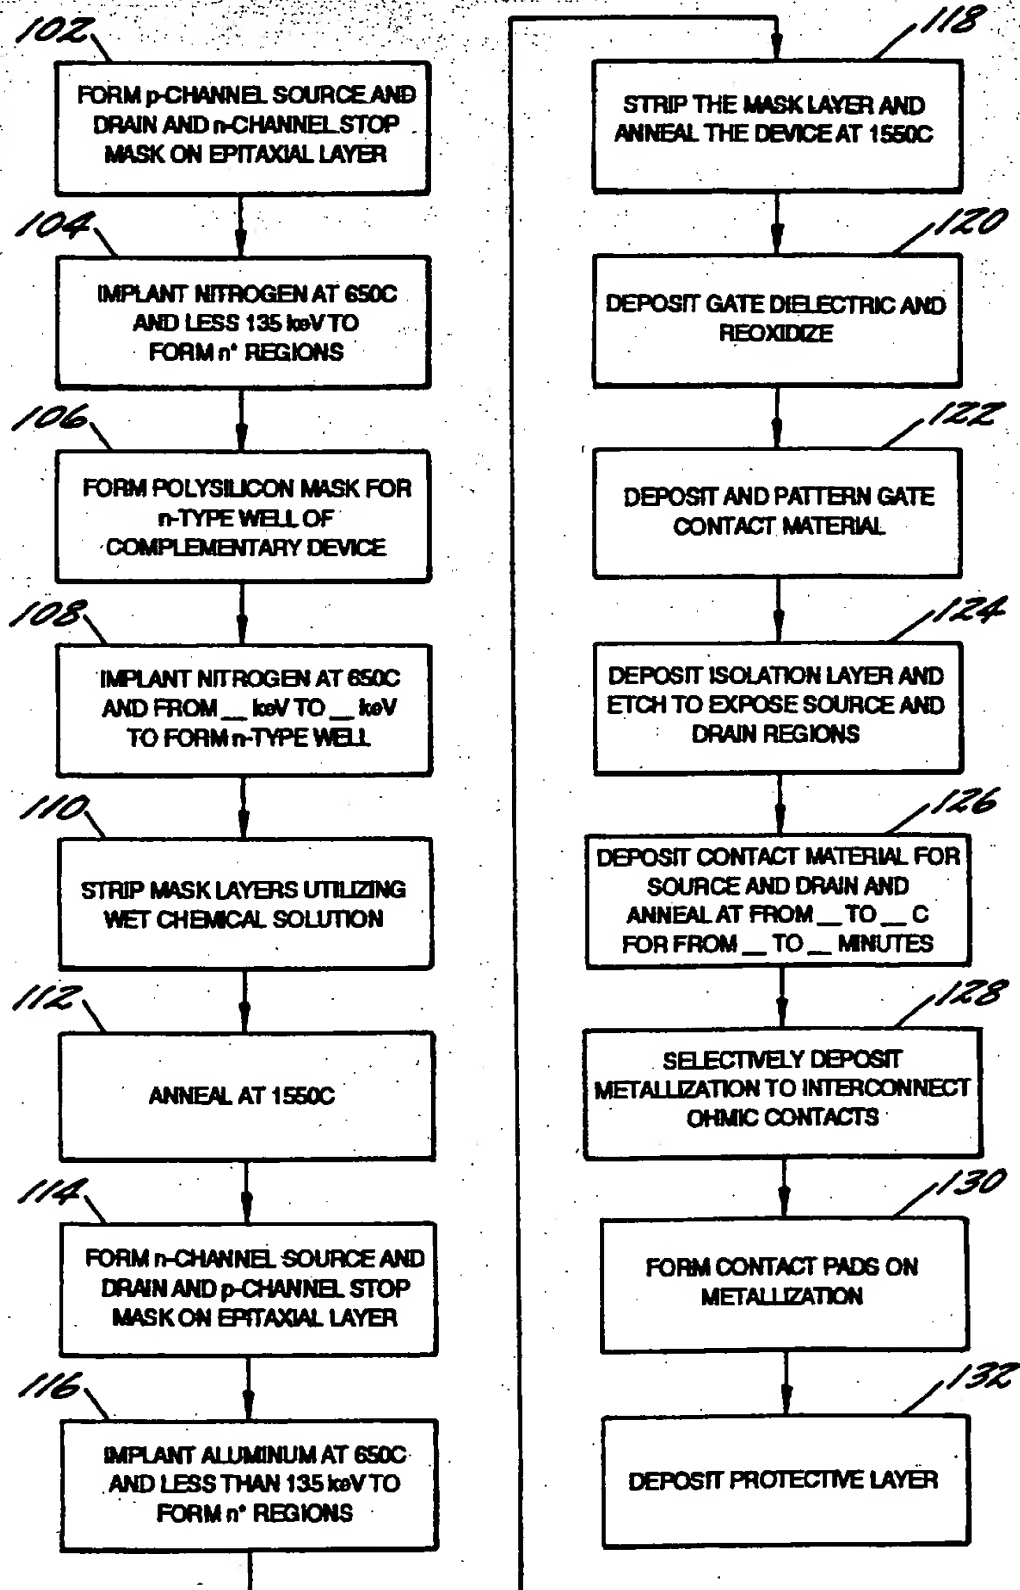 102
FORM p-CHANNEL SOURCE AND
DRAIN AND n-CHANNEL STOP
MASK ON EPITAXIAL LAYER
104
IMPLANT NITROGEN AT 650C
AND LESS 135 keV TO
FORM n+ REGIONS
106
FORM POLYSILICON MASK FOR
n-TYPE WELL OF
COMPLEMENTARY DEVICE
108
IMPLANT NITROGEN AT 650C
AND FROM __ keV TO __ keV
TO FORM n-TYPE WELL
110
STRIP MASK LAYERS UTILIZING
WET CHEMICAL SOLUTION
112
ANNEAL AT 1550C
114
FORM n-CHANNEL SOURCE AND
DRAIN AND p-CHANNEL STOP
MASK ON EPITAXIAL LAYER
116
IMPLANT ALUMINUM AT 650C
AND LESS THAN 135 keV TO
FORM n+ REGIONS
118
STRIP THE MASK LAYER AND
ANNEAL THE DEVICE AT 1550C
120
DEPOSIT GATE DIELECTRIC AND
REOXIDIZE
122
DEPOSIT AND PATTERN GATE
CONTACT MATERIAL
124
DEPOSIT ISOLATION LAYER AND
ETCH TO EXPOSE SOURCE AND
DRAIN REGIONS
126
DEPOSIT CONTACT MATERIAL FOR
SOURCE AND DRAIN AND
ANNEAL AT FROM __ TO __ C
FOR FROM __ TO __ MINUTES
128
SELECTIVELY DEPOSIT
METALLIZATION TO INTERCONNECT
OHMIC CONTACTS
130
FORM CONTACT PADS ON
METALLIZATION
132
DEPOSIT PROTECTIVE LAYER